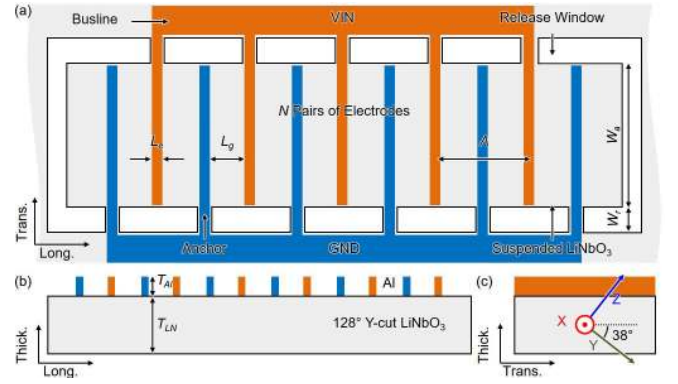 (a)
Busline
VIN
Release Window
N Pairs of Electrodes
Le
Lg
Λ
Wa
Wr
Trans.
Long.
Anchor
GND
Suspended LiNbO3
(b)
TAl
Al
(c)
TLN
128° Y-cut LiNbO3
Thick.
Long.
Z
X
38°
Y
Thick.
Trans.